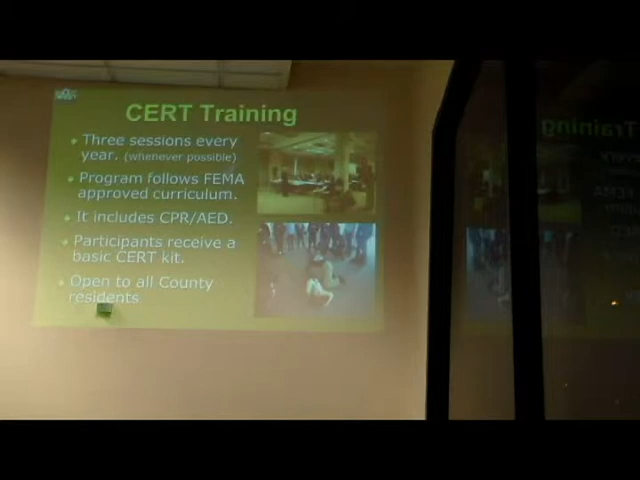 CERT Training
• Three sessions every
year. (whenever possible)
• Program follows FEMA
approved curriculum.
• It includes CPR/AED.
• Participants receive a
basic CERT kit.
• Open to all County
residents
Training